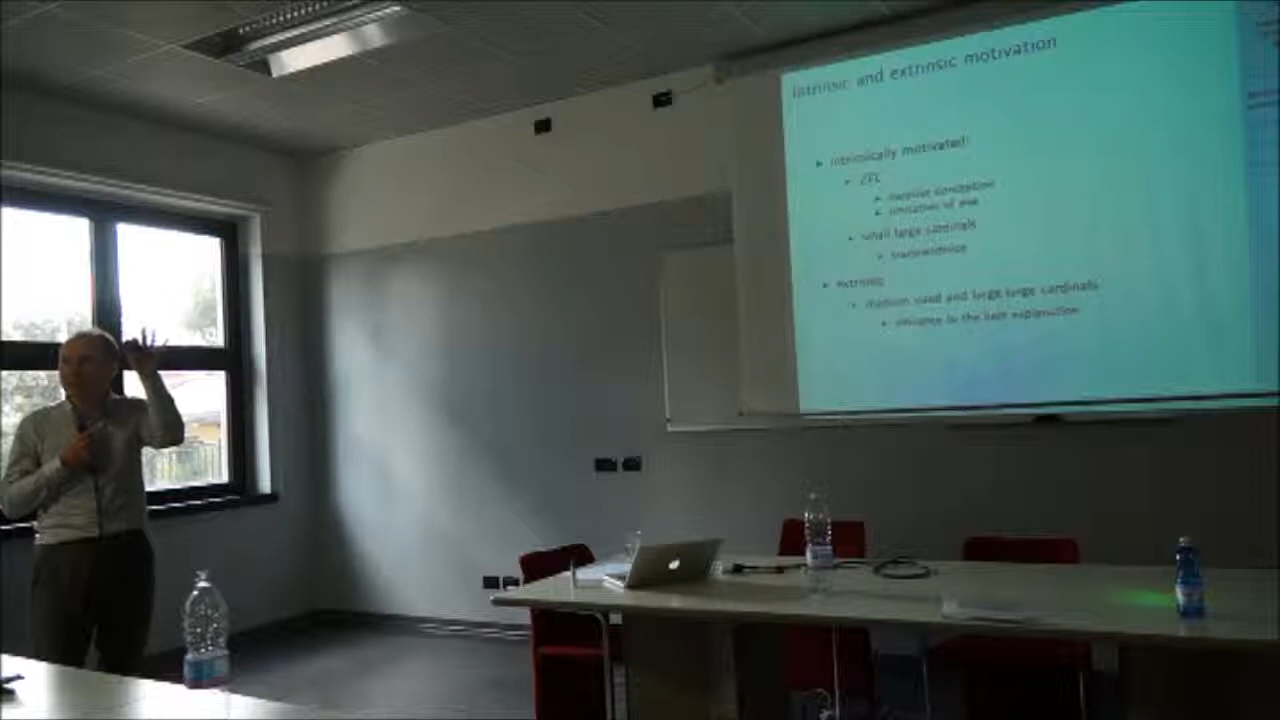 Intrinsic and extrinsic motivation
intrinsically motivated:
ZFC
iterative conception
limitation of size
small large cardinals
transcendence
extrinsic
medium sized and large large cardinals
inference to the best explanation